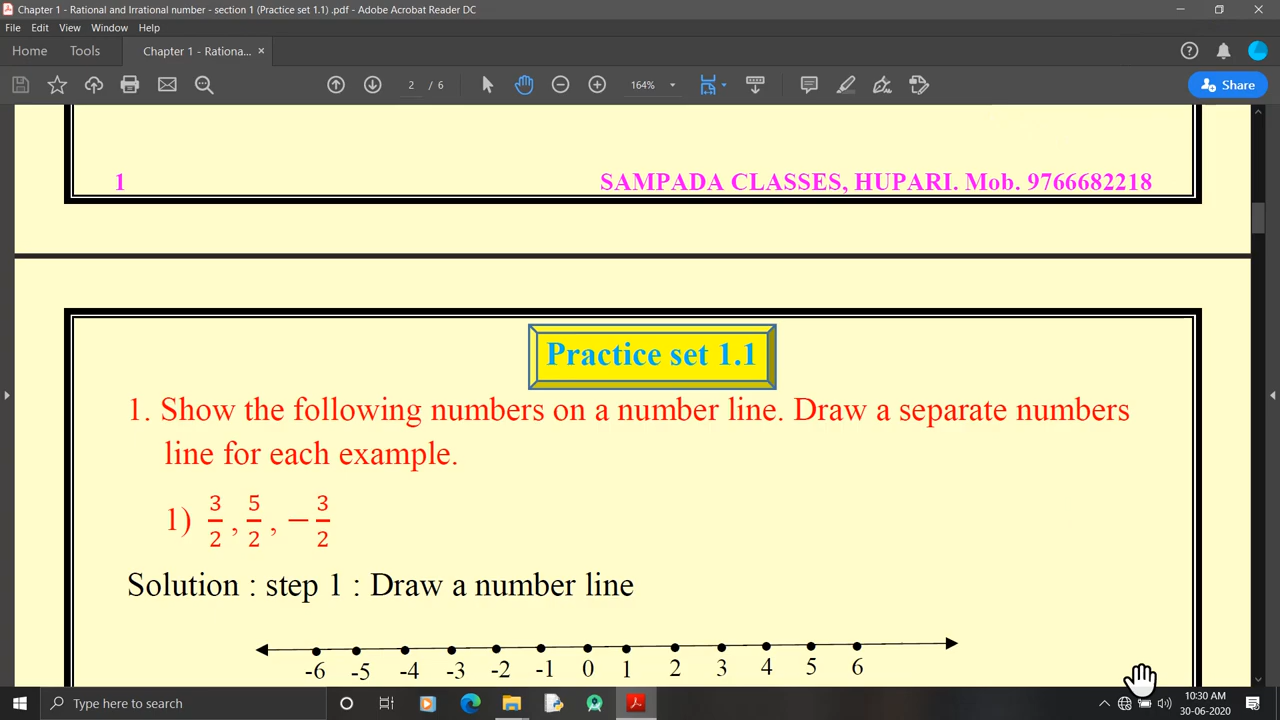 Chapter 1 - Rational and Irrational number - section 1 (Practice set 1.1) .pdf - Adobe Acrobat Reader DC
File Edit View Window Help
Home Tools Chapter 1 - Rationa... ×
2 / 6 164% Share
1 SAMPADA CLASSES, HUPARI. Mob. 9766682218
Practice set 1.1
1. Show the following numbers on a number line. Draw a separate numbers
line for each example.
1) 3/2 , 5/2 , − 3/2
Solution : step 1 : Draw a number line
-6 -5 -4 -3 -2 -1 0 1 2 3 4 5 6
Type here to search 10:30 AM
30-06-2020